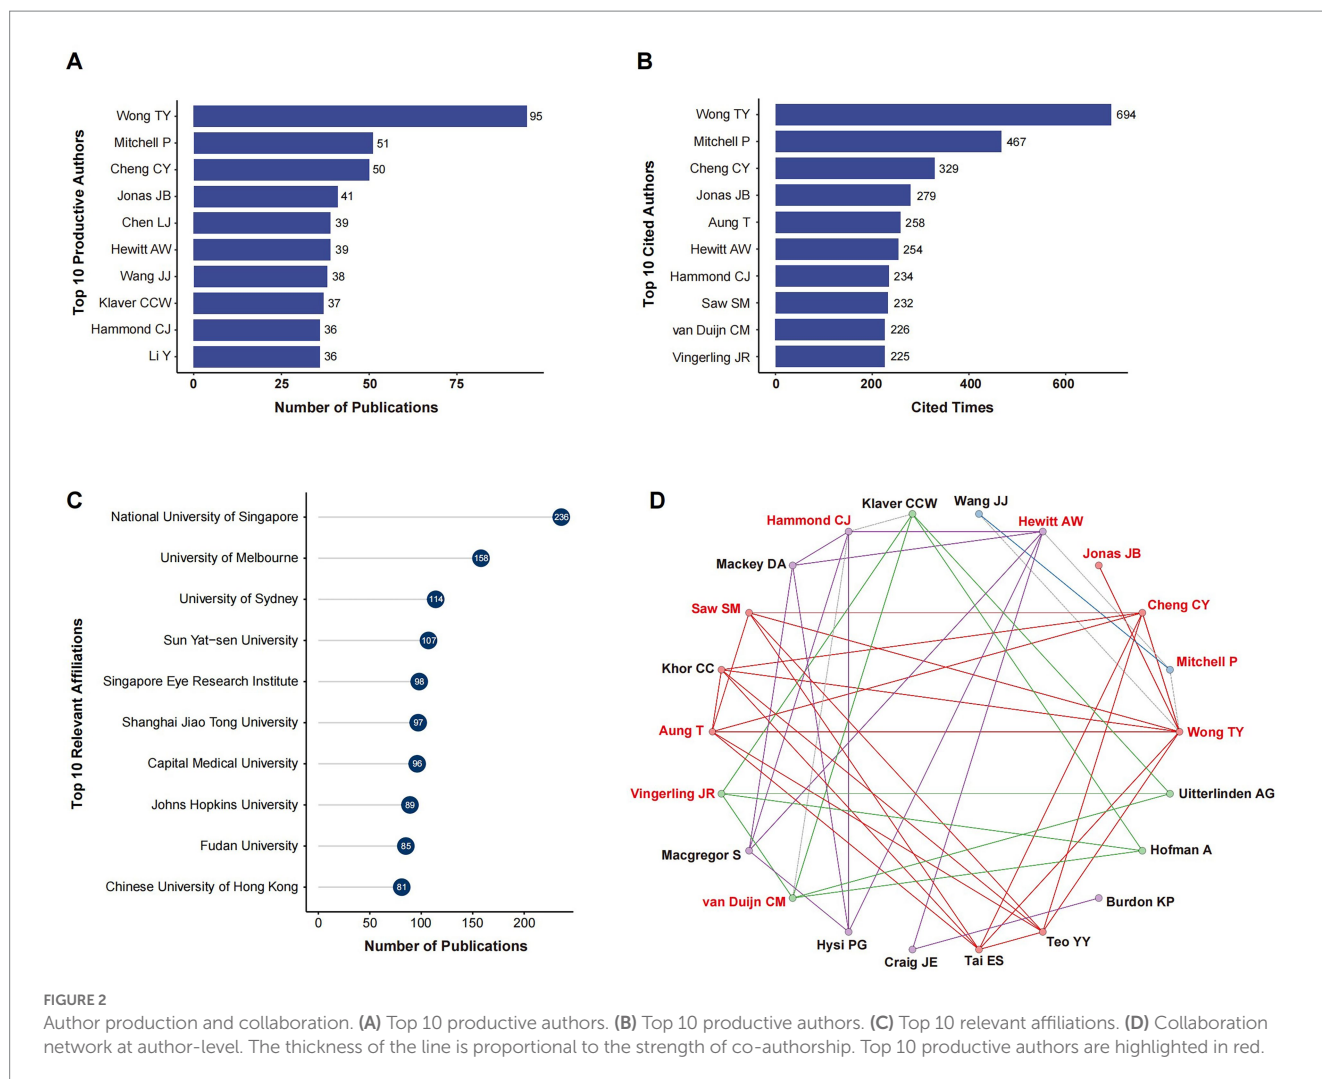 A
Top 10 Productive Authors
Wong TY 95
Mitchell P 51
Cheng CY 50
Jonas JB 41
Chen LJ 39
Hewitt AW 39
Wang JJ 38
Klaver CCW 37
Hammond CJ 36
Li Y 36
0 25 50 75
Number of Publications
B
Top 10 Cited Authors
Wong TY 694
Mitchell P 467
Cheng CY 329
Jonas JB 279
Aung T 258
Hewitt AW 254
Hammond CJ 234
Saw SM 232
van Duijn CM 226
Vingerling JR 225
0 200 400 600
Cited Times
C
Top 10 Relevant Affiliations
National University of Singapore 236
University of Melbourne 158
University of Sydney 114
Sun Yat−sen University 107
Singapore Eye Research Institute 98
Shanghai Jiao Tong University 97
Capital Medical University 96
Johns Hopkins University 89
Fudan University 85
Chinese University of Hong Kong 81
0 50 100 150 200
Number of Publications
D
Klaver CCW
Wang JJ
Hammond CJ
Hewitt AW
Mackey DA
Jonas JB
Saw SM
Cheng CY
Khor CC
Mitchell P
Aung T
Wong TY
Vingerling JR
Uitterlinden AG
Macgregor S
Hofman A
van Duijn CM
Burdon KP
Hysi PG
Teo YY
Craig JE
Tai ES
FIGURE 2
Author production and collaboration. (A) Top 10 productive authors. (B) Top 10 productive authors. (C) Top 10 relevant affiliations. (D) Collaboration
network at author-level. The thickness of the line is proportional to the strength of co-authorship. Top 10 productive authors are highlighted in red.